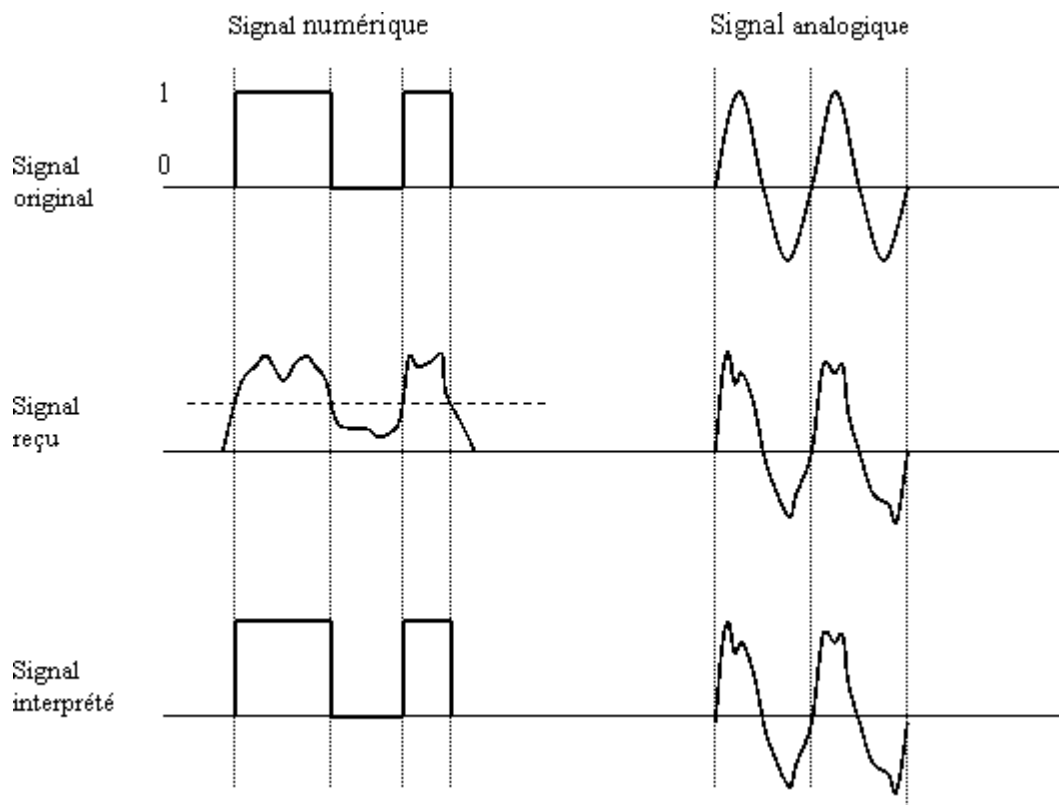 Signal numérique
Signal analogique
1
0
Signal
original
Signal
reçu
Signal
interprété